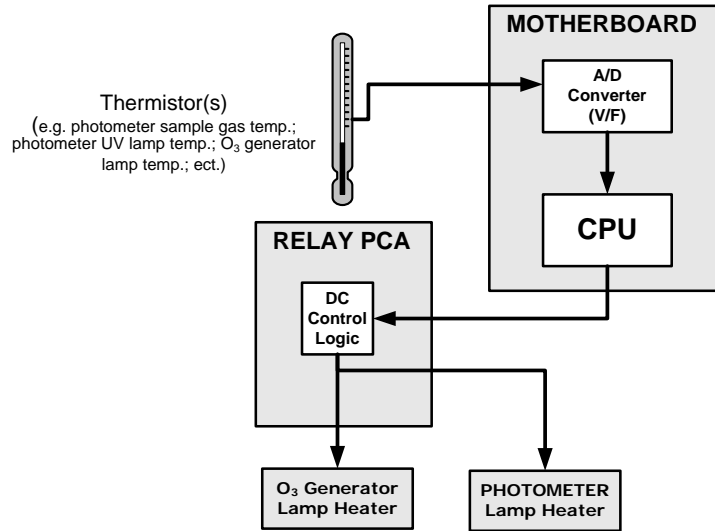 MOTHERBOARD
A/D
Converter
(V/F)
Thermistor(s)
(e.g. photometer sample gas temp.;
photometer UV lamp temp.; O₃ generator
lamp temp.; ect.)
CPU
RELAY PCA
DC
Control
Logic
O₃ Generator
Lamp Heater
PHOTOMETER
Lamp Heater